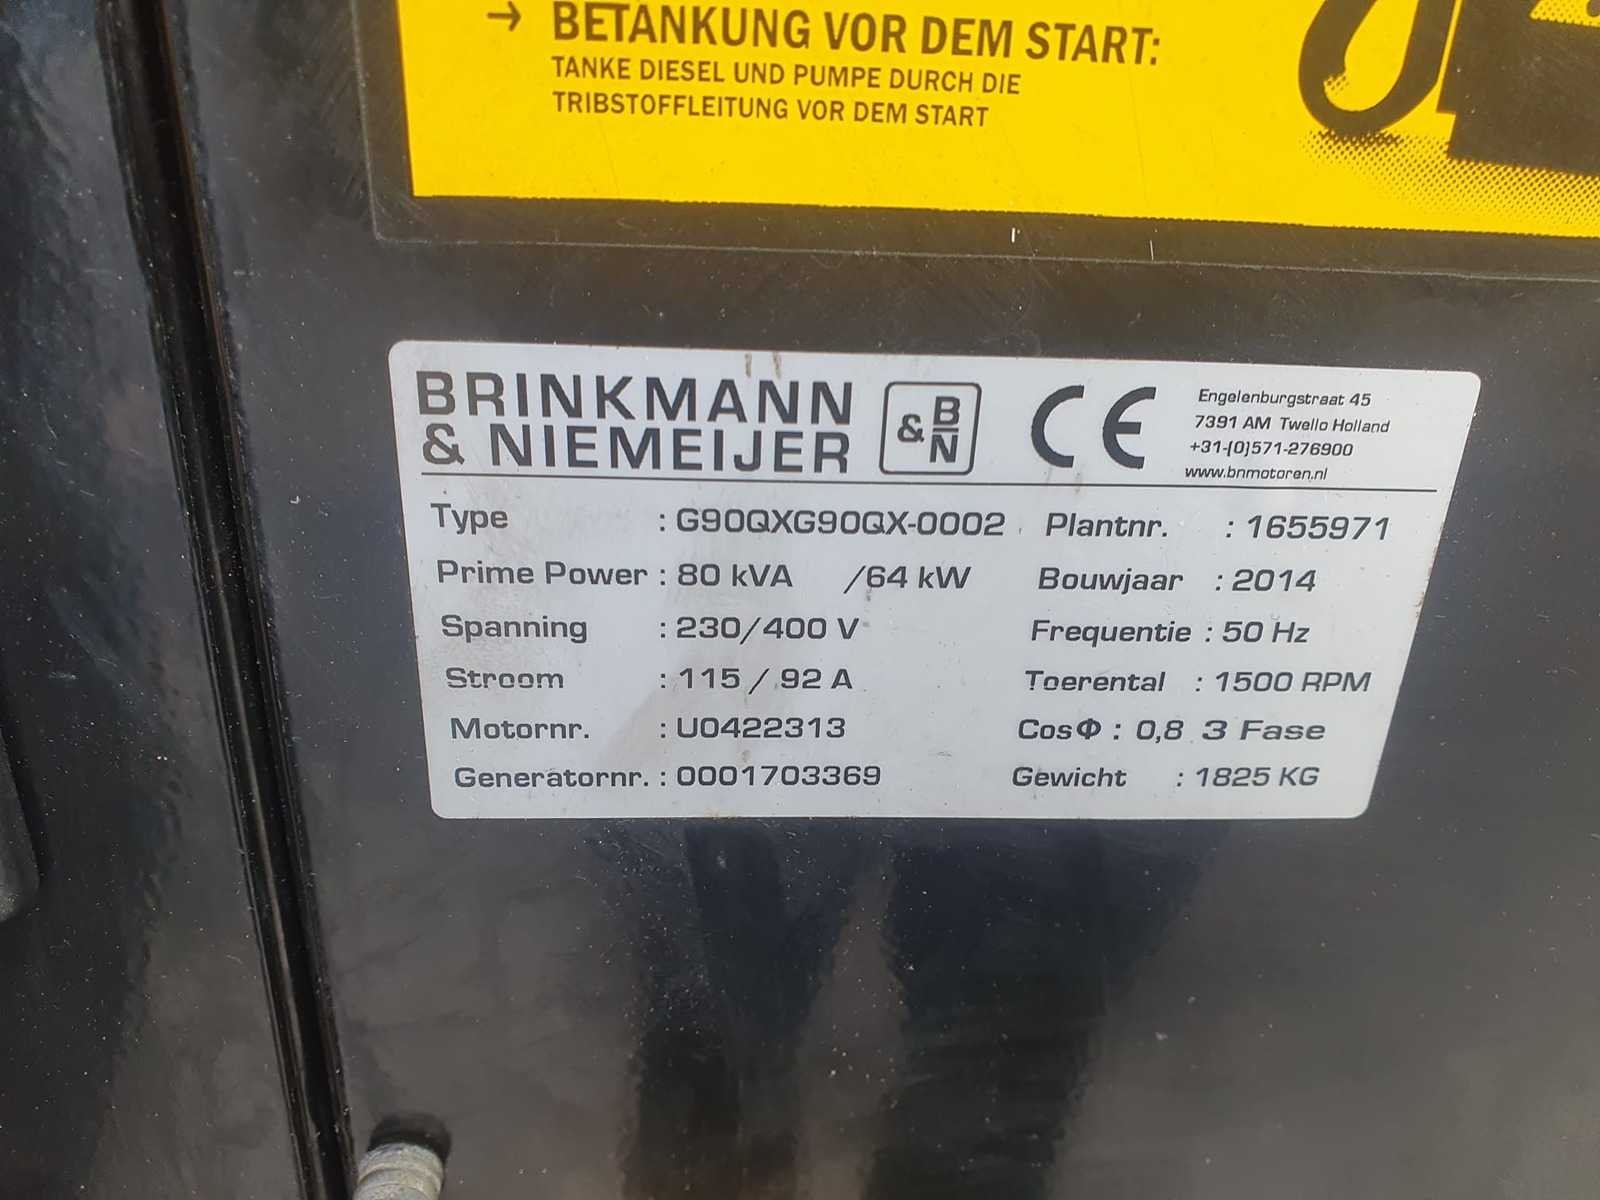 → BETANKUNG VOR DEM START:
TANKE DIESEL UND PUMPE DURCH DIE
TRIBSTOFFLEITUNG VOR DEM START
BRINKMANN
& NIEMEIJER
& B
N
CE
Engelenburgstraat 45
7391 AM Twello Holland
+31-(0)571-276900
www.bnmotoren.nl
Type : G90QXG90QX-0002 Plantnr. : 1655971
Prime Power : 80 kVA /64 kW Bouwjaar : 2014
Spanning : 230/400 V Frequentie : 50 Hz
Stroom : 115 / 92 A Toerental : 1500 RPM
Motornr. : U0422313 CosΦ : 0,8 3 Fase
Generatornr. : 0001703369 Gewicht : 1825 KG